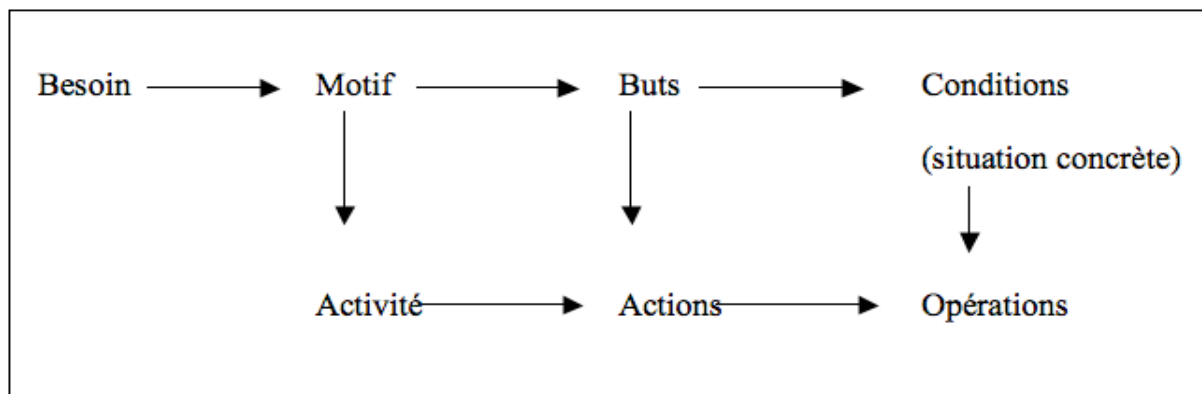 Besoin Motif Buts Conditions
(situation concrète)
Activité Actions Opérations